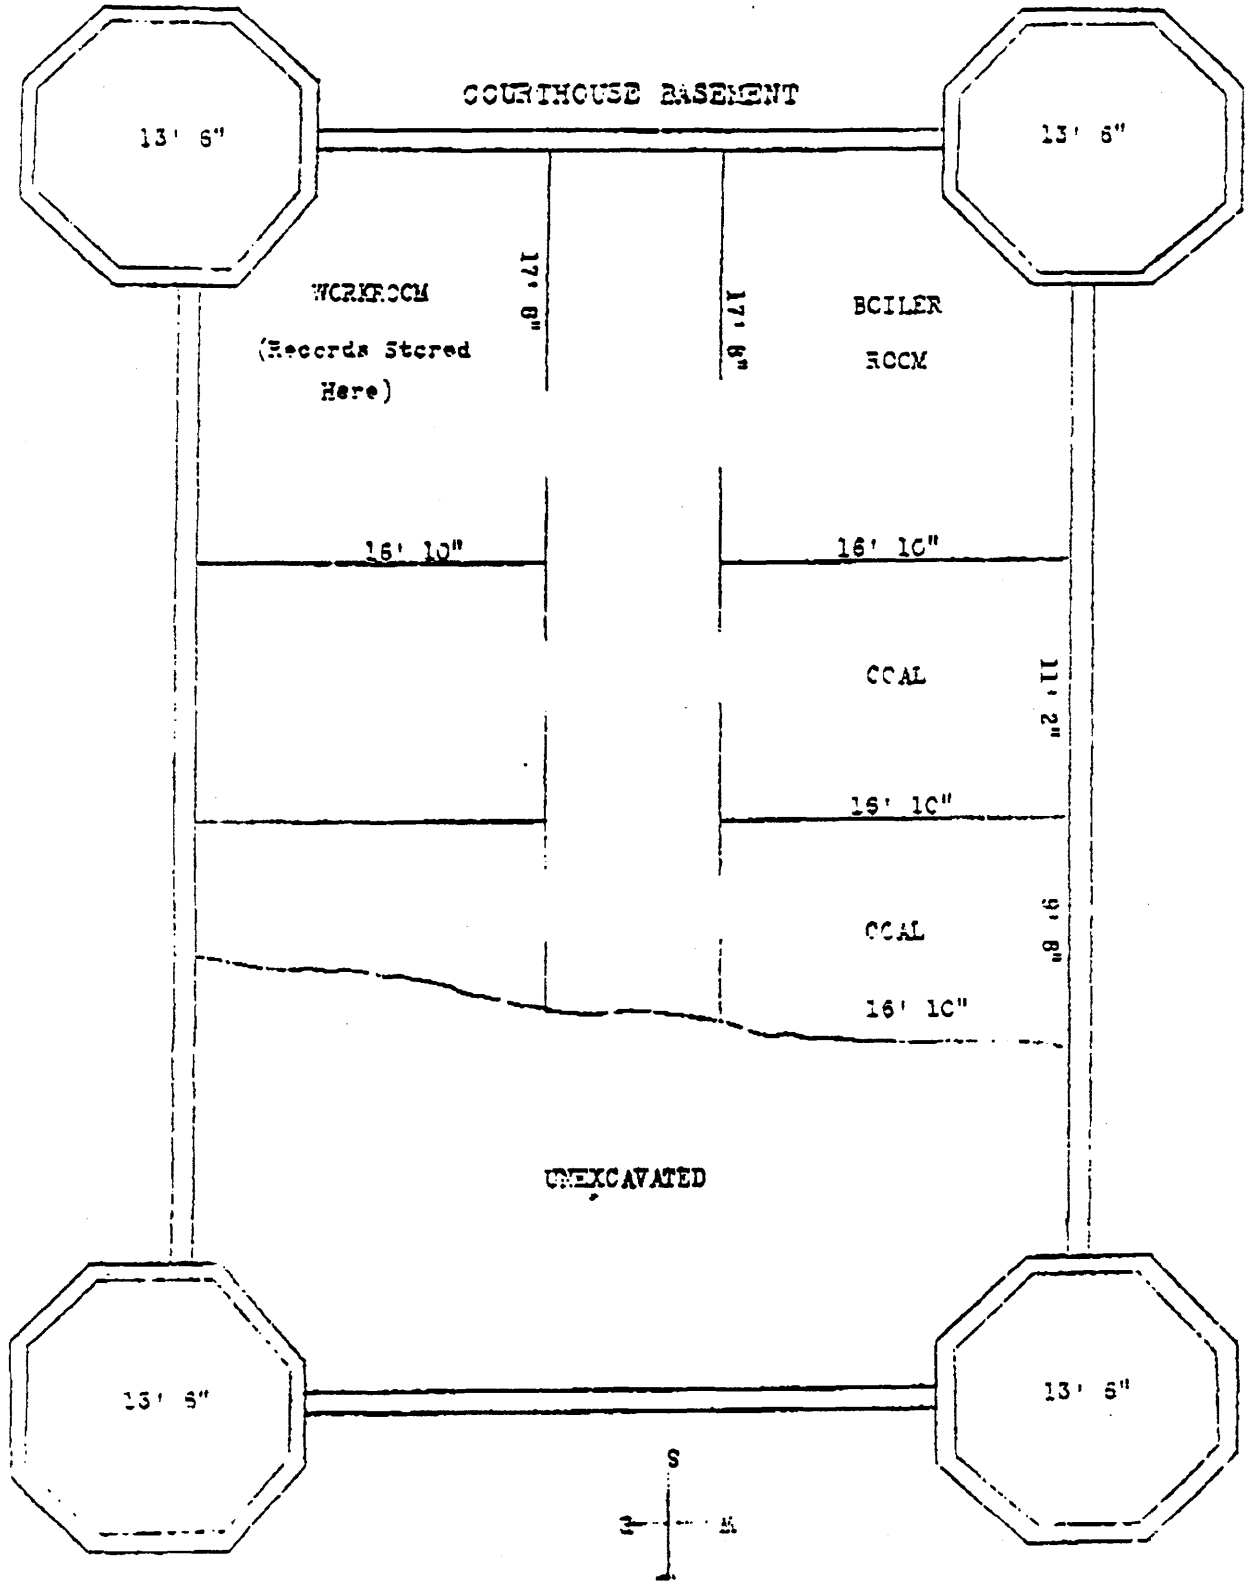 COURTHOUSE BASEMENT
13' 6"
13' 6"
WORKROOM
(Records Stored
Here)
17' 8"
17' 8"
BOILER
ROOM
16' 10"
16' 10"
COAL
11' 2"
16' 10"
COAL
9' 8"
16' 10"
UNEXCAVATED
13' 6"
13' 6"
S
E
W